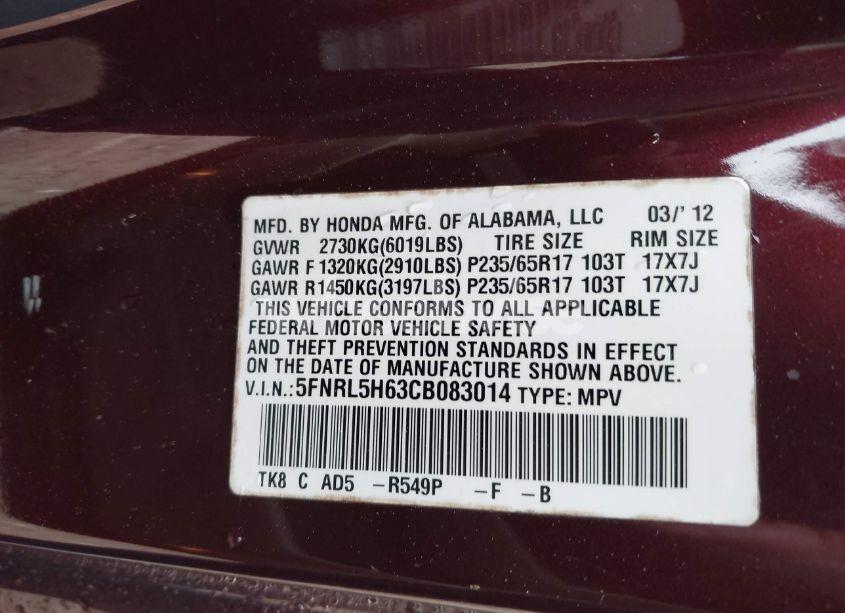 MFD. BY HONDA MFG. OF ALABAMA, LLC 03/' 12
GVWR 2730KG(6019LBS) TIRE SIZE RIM SIZE
GAWR F 1320KG(2910LBS) P235/65R17 103T 17X7J
GAWR R1450KG(3197LBS) P235/65R17 103T 17X7J
THIS VEHICLE CONFORMS TO ALL APPLICABLE
FEDERAL MOTOR VEHICLE SAFETY
AND THEFT PREVENTION STANDARDS IN EFFECT
ON THE DATE OF MANUFACTURE SHOWN ABOVE.
V.I.N.: 5FNRL5H63CB083014 TYPE: MPV
TK8 C AD5 -R549P -F -B